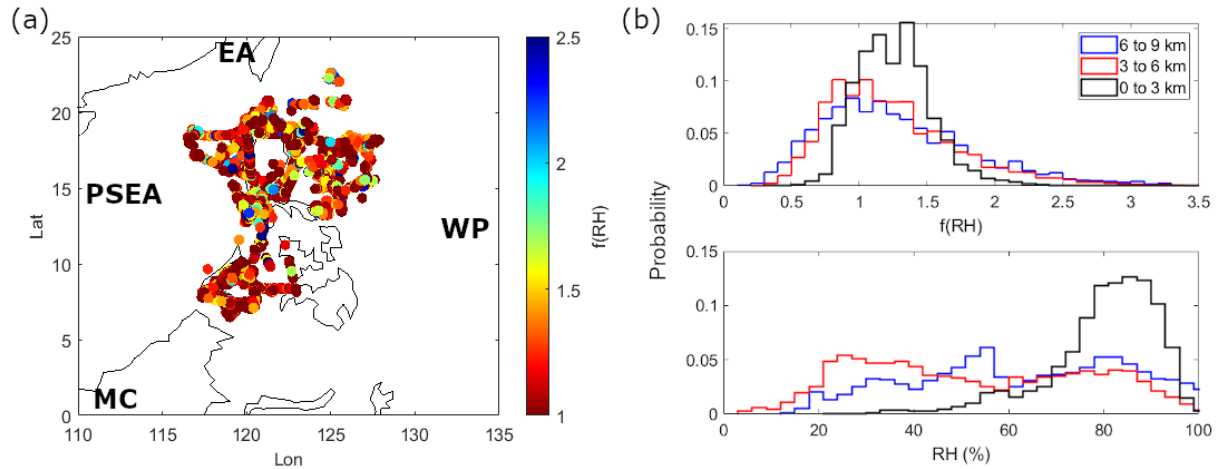 (a)
25
20
15
10
5
0
Lat
110
115
120
125
130
135
Lon
EA
PSEA
WP
MC
2.5
2
1.5
1
f(RH)
(b)
0.15
0.1
0.05
0
6 to 9 km
3 to 6 km
0 to 3 km
0
0.5
1
1.5
2
2.5
3
3.5
f(RH)
Probability
0.15
0.1
0.05
0
0
20
40
60
80
100
RH (%)